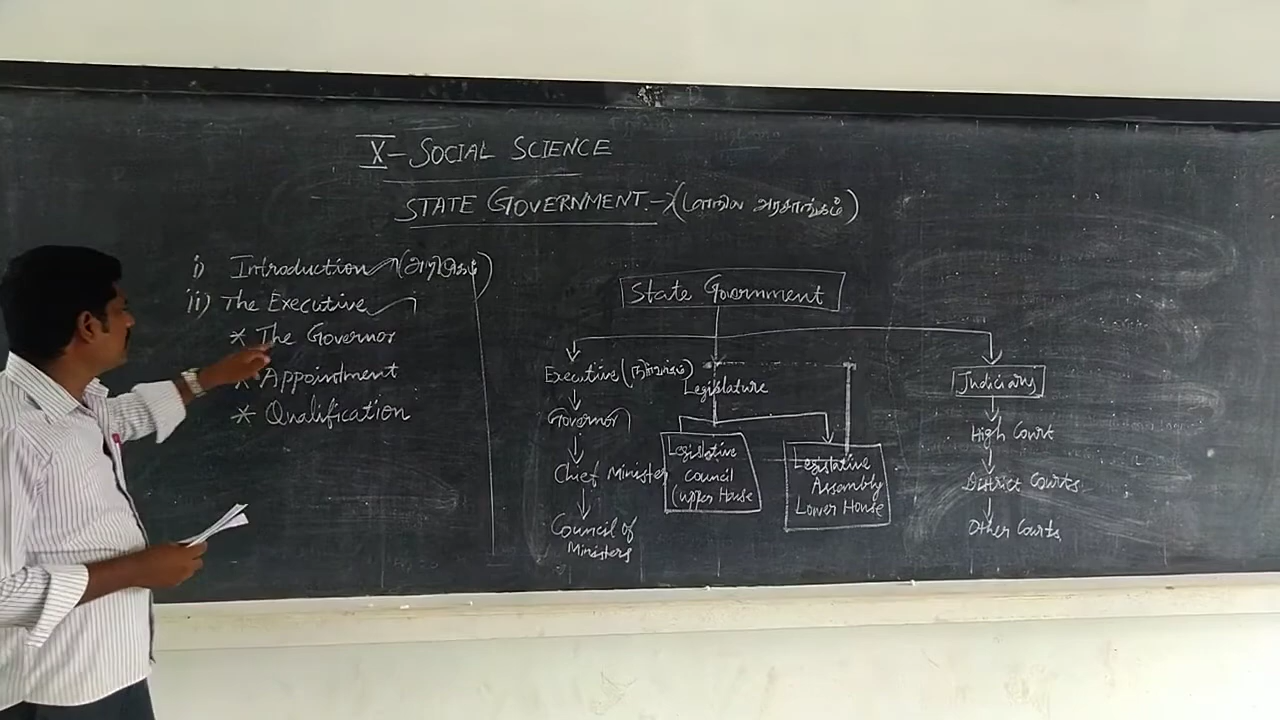 X - SOCIAL SCIENCE
STATE GOVERNMENT - (மாநில அரசாங்கம்)
i) Introduction (அறிமுகம்)
ii) The Executive
* The Governor
* Appointment
* Qualification
State Government
Executive (நிர்வாகம்)
Governor
Chief Minister
Council of
Ministers
Legislature
Legislative
Council
(Upper House
Legislative
Assembly
Lower House
Judiciary
High Court
District Courts
Other Courts